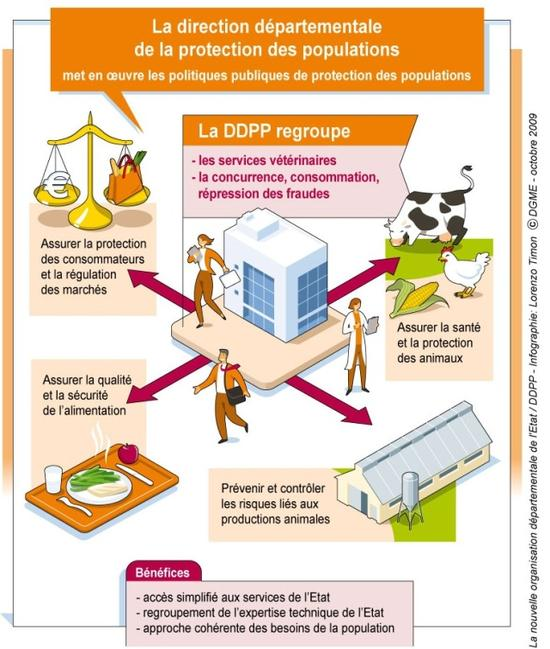 La direction départementale
de la protection des populations
met en œuvre les politiques publiques de protection des populations
La DDPP regroupe
- les services vétérinaires
- la concurrence, consommation,
répression des fraudes
€
Assurer la protection
des consommateurs
et la régulation
des marchés
Assurer la santé
et la protection
des animaux
Assurer la qualité
et la sécurité
de l'alimentation
Prévenir et contrôler
les risques liés aux
productions animales
Bénéfices
- accès simplifié aux services de l'Etat
- regroupement de l'expertise technique de l'Etat
- approche cohérente des besoins de la population
La nouvelle organisation départementale de l'Etat / DDPP - Infographie: Lorenzo Timon © DGME - octobre 2009